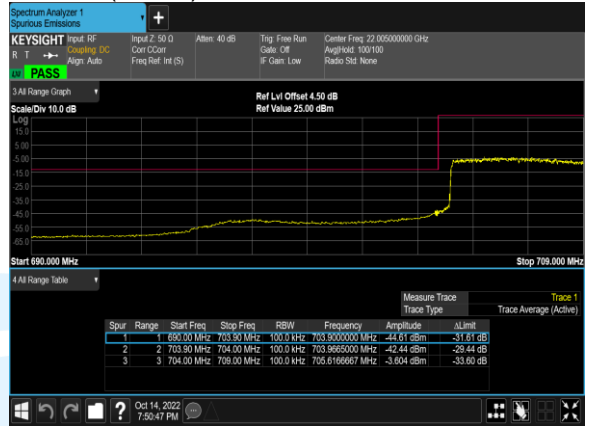 Spectrum Analyzer 1
Spurious Emissions
+
KEYSIGHT Input: RF Input Z: 50 Ω Atten: 40 dB Trig: Free Run Center Freq: 22.005000000 GHz
R T Coupling: DC Corr CCorr Gate: Off Avg|Hold: 100/100
Align: Auto Freq Ref: Int (S) IF Gain: Low Radio Std: None
PASS
3 All Range Graph
Ref Lvl Offset 4.50 dB
Scale/Div 10.0 dB Ref Value 25.00 dBm
Log
15.0
5.00
-5.00
-15.0
-25.0
-35.0
-45.0
-55.0
-65.0
Start 690.000 MHz Stop 709.000 MHz
4 All Range Table
Measure Trace Trace 1
Trace Type Trace Average (Active)
Spur Range Start Freq Stop Freq RBW Frequency Amplitude ΔLimit
1 1 690.00 MHz 703.90 MHz 100.0 kHz 703.9000000 MHz -44.61 dBm -31.61 dB
2 2 703.90 MHz 704.00 MHz 100.0 kHz 703.9665000 MHz -42.44 dBm -29.44 dB
3 3 704.00 MHz 709.00 MHz 100.0 kHz 705.6166667 MHz -3.604 dBm -33.60 dB
? Oct 14, 2022
7:50:47 PM